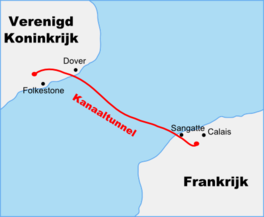 Verenigd
Koninkrijk
Dover
Folkestone
Kanaaltunnel
Sangatte
Calais
Frankrijk